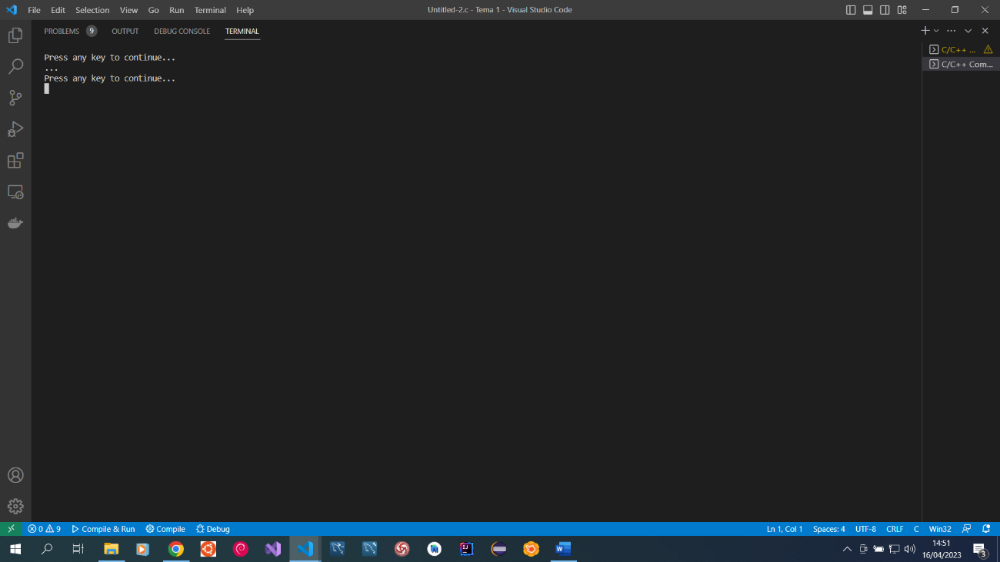 File Edit Selection View Go Run Terminal Help Untitled-2.c - Tema 1 - Visual Studio Code
PROBLEMS 9 OUTPUT DEBUG CONSOLE TERMINAL
Press any key to continue...
...
Press any key to continue...
C/C++ ...
C/C++ Com...
0 9 Compile & Run Compile Debug Ln 1, Col 1 Spaces: 4 UTF-8 CRLF C Win32
14:51
16/04/2023
3